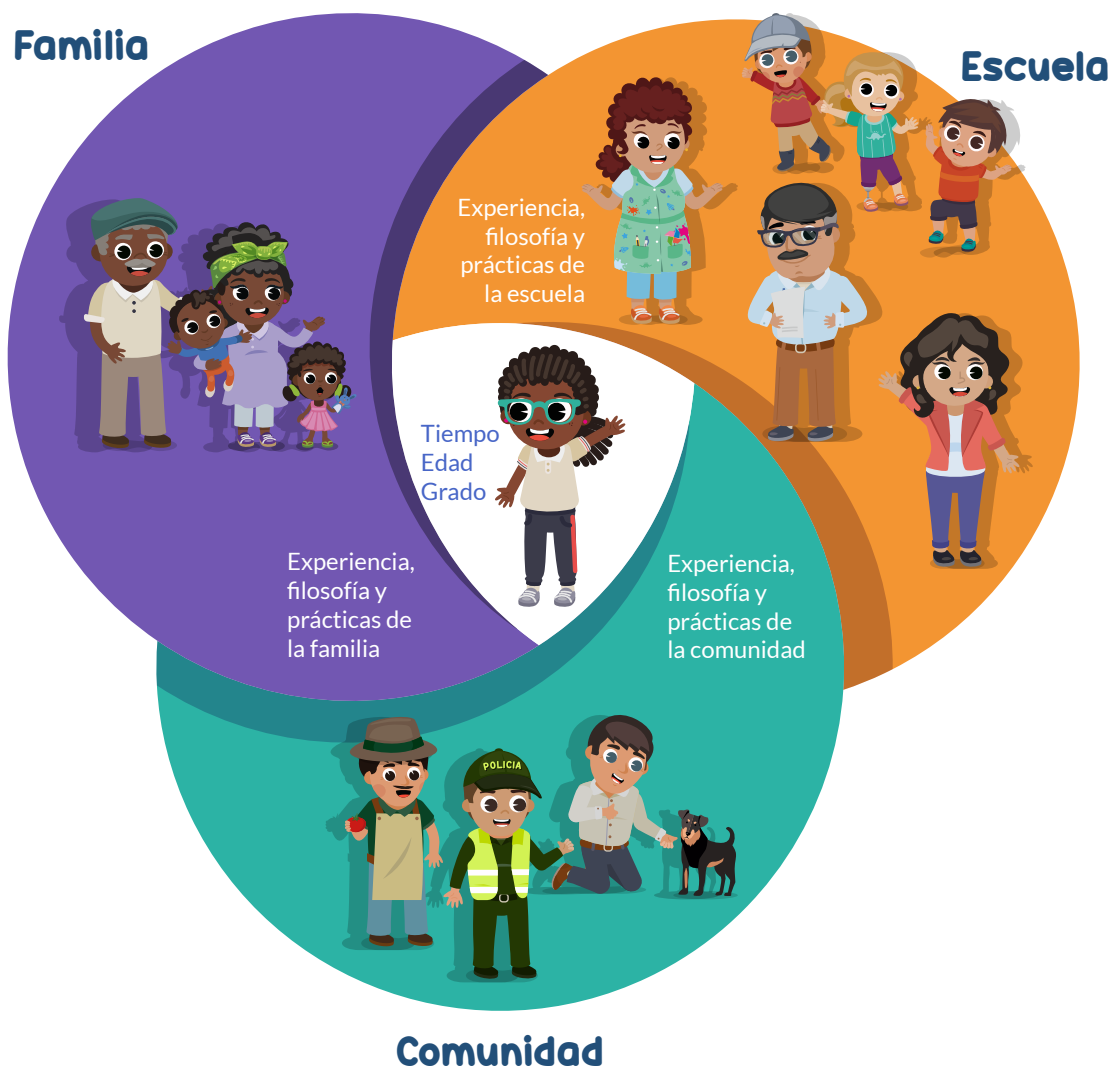 Familia
Escuela
Experiencia,
filosofía y
prácticas de
la escuela
Tiempo
Edad
Grado
Experiencia,
filosofía y
prácticas de
la familia
Experiencia,
filosofía y
prácticas de
la comunidad
POLICIA
Comunidad